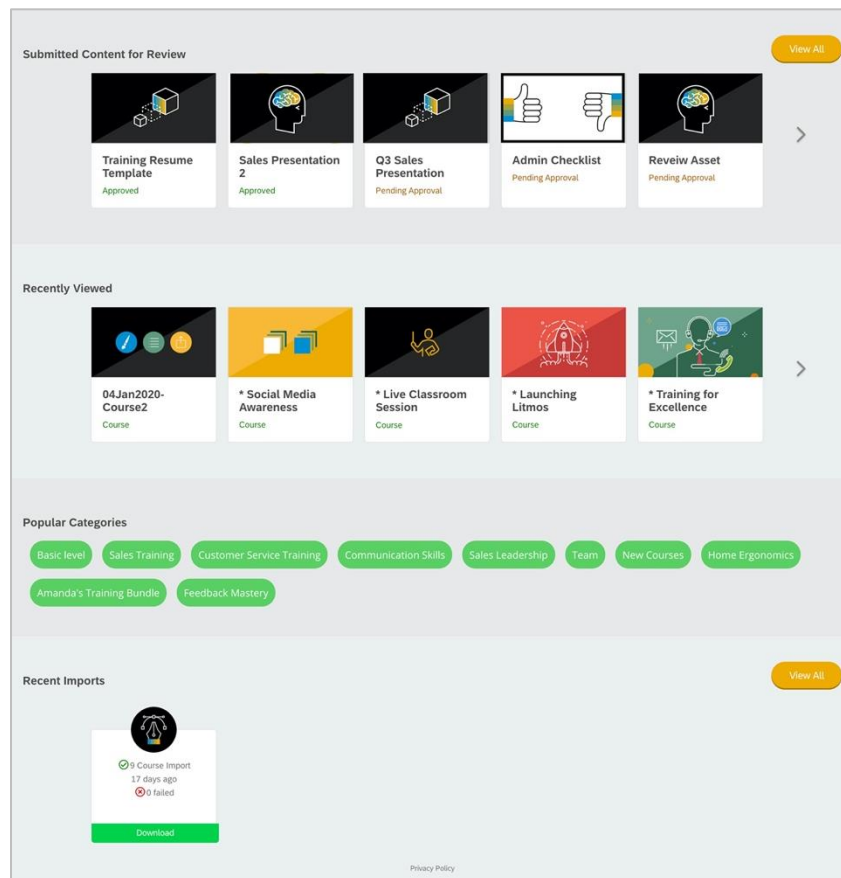 Submitted Content for Review
View All
Training Resume
Template
Approved
Sales Presentation
2
Approved
Q3 Sales
Presentation
Pending Approval
Admin Checklist
Pending Approval
Reveiw Asset
Pending Approval
Recently Viewed
04Jan2020-
Course2
Course
* Social Media
Awareness
Course
* Live Classroom
Session
Course
* Launching
Litmos
Course
* Training for
Excellence
Course
Popular Categories
Basic level
Sales Training
Customer Service Training
Communication Skills
Sales Leadership
Team
New Courses
Home Ergonomics
Amanda's Training Bundle
Feedback Mastery
Recent Imports
View All
9 Course Import
17 days ago
0 failed
Download
Privacy Policy